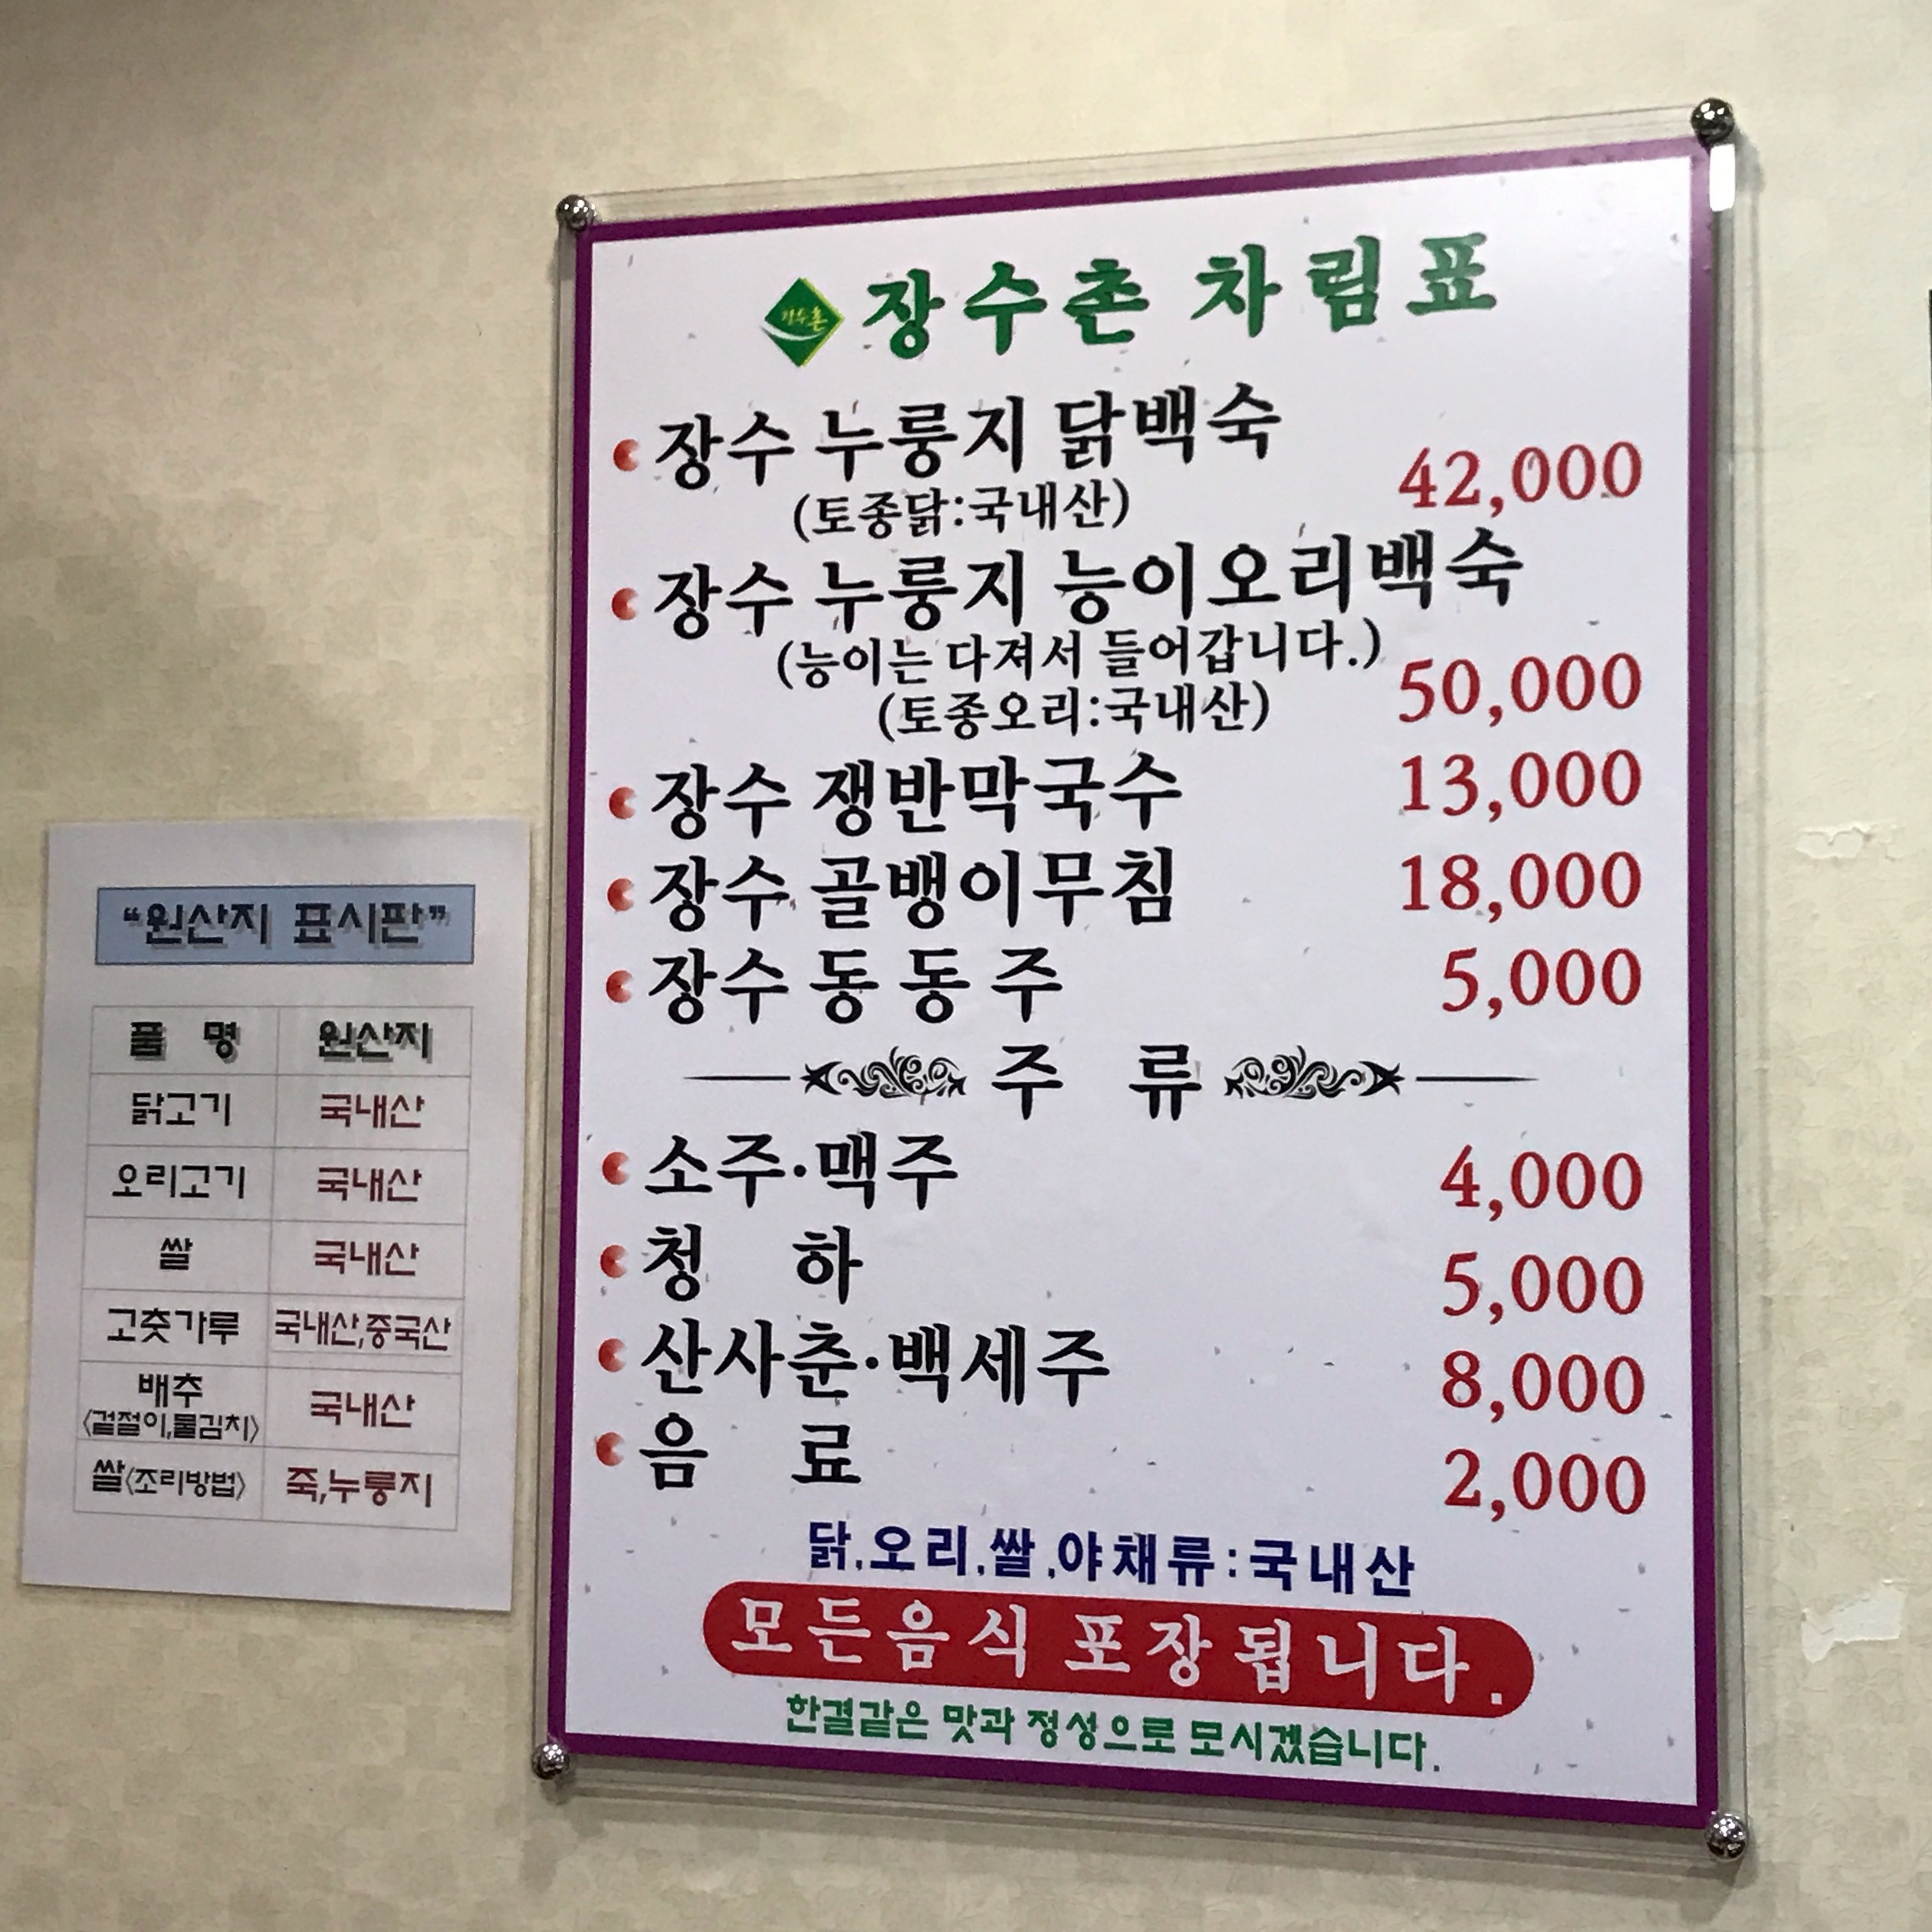 장수촌 차림표
장수 누룽지 닭백숙 42,000
(토종닭:국내산)
장수 누룽지 능이오리백숙
(능이는 다져서 들어갑니다.)
50,000
(토종오리:국내산)
장수 쟁반막국수 13,000
장수 골뱅이무침 18,000
장수 동동주 5,000
주 류
소주·맥주 4,000
청 하 5,000
산사춘·백세주 8,000
음 료 2,000
닭.오리.쌀.야채류:국내산
모든음식 포장됩니다.
한결같은 맛과 정성으로 모시겠습니다.
“원산지 표시판”
품 명 원산지
닭고기 국내산
오리고기 국내산
쌀 국내산
고춧가루 국내산,중국산
배추
〈겉절이,물김치〉 국내산
쌀〈조리방법〉 죽,누룽지